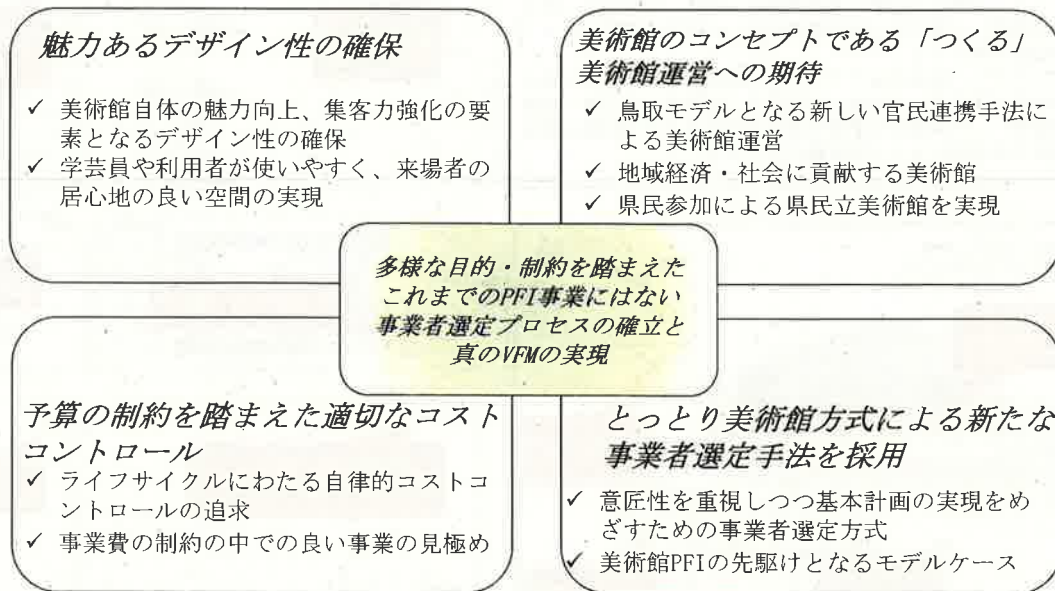 魅力あるデザイン性の確保
✓ 美術館自体の魅力向上、集客力強化の要
素となるデザイン性の確保
✓ 学芸員や利用者が使いやすく、来場者の
居心地の良い空間の実現
美術館のコンセプトである「つくる」
美術館運営への期待
✓ 鳥取モデルとなる新しい官民連携手法に
よる美術館運営
✓ 地域経済・社会に貢献する美術館
✓ 県民参加による県民立美術館を実現
多様な目的・制約を踏まえた
これまでのPFI事業にはない
事業者選定プロセスの確立と
真のVFMの実現
予算の制約を踏まえた適切なコスト
コントロール
✓ ライフサイクルにわたる自律的コストコ
ントロールの追求
✓ 事業費の制約の中での良い事業の見極め
とっとり美術館方式による新たな
事業者選定手法を採用
✓ 意匠性を重視しつつ基本計画の実現をめ
ざすための事業者選定方式
✓ 美術館PFIの先駆けとなるモデルケース